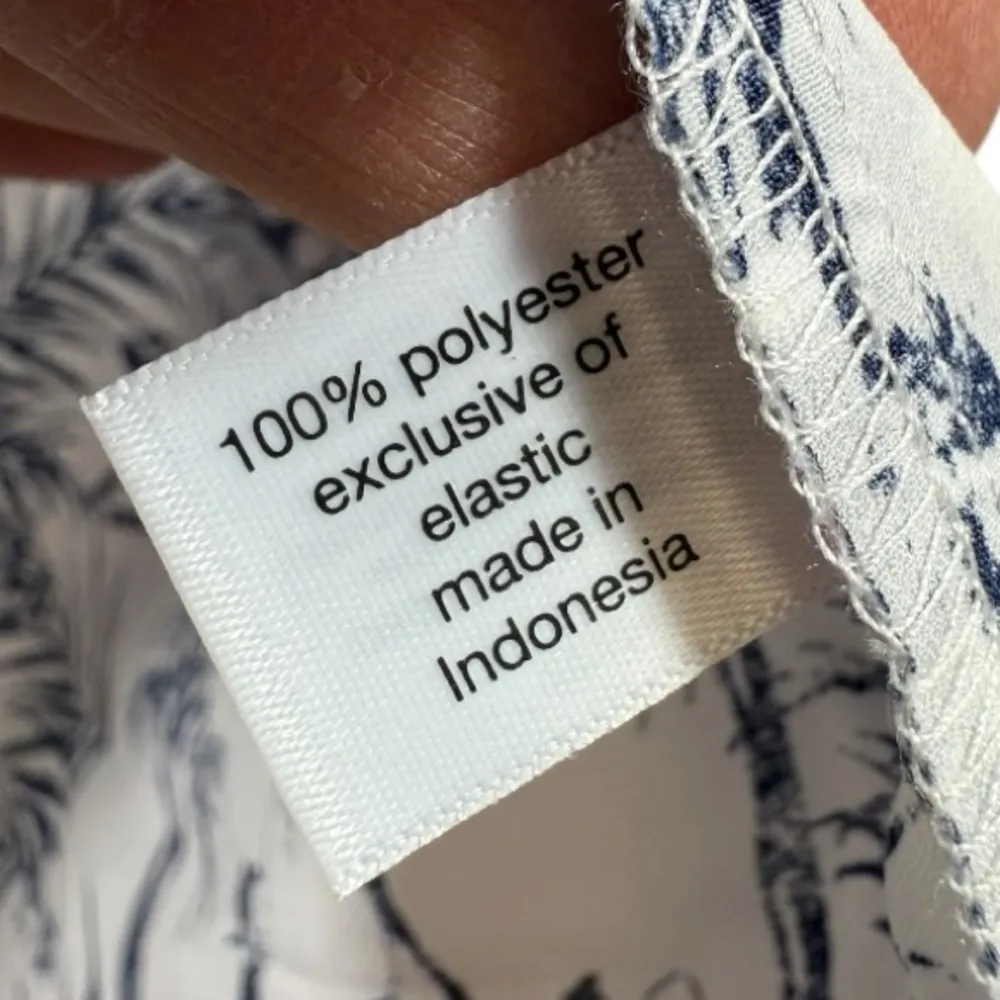 100% polyester
exclusive of
elastic
made in
Indonesia